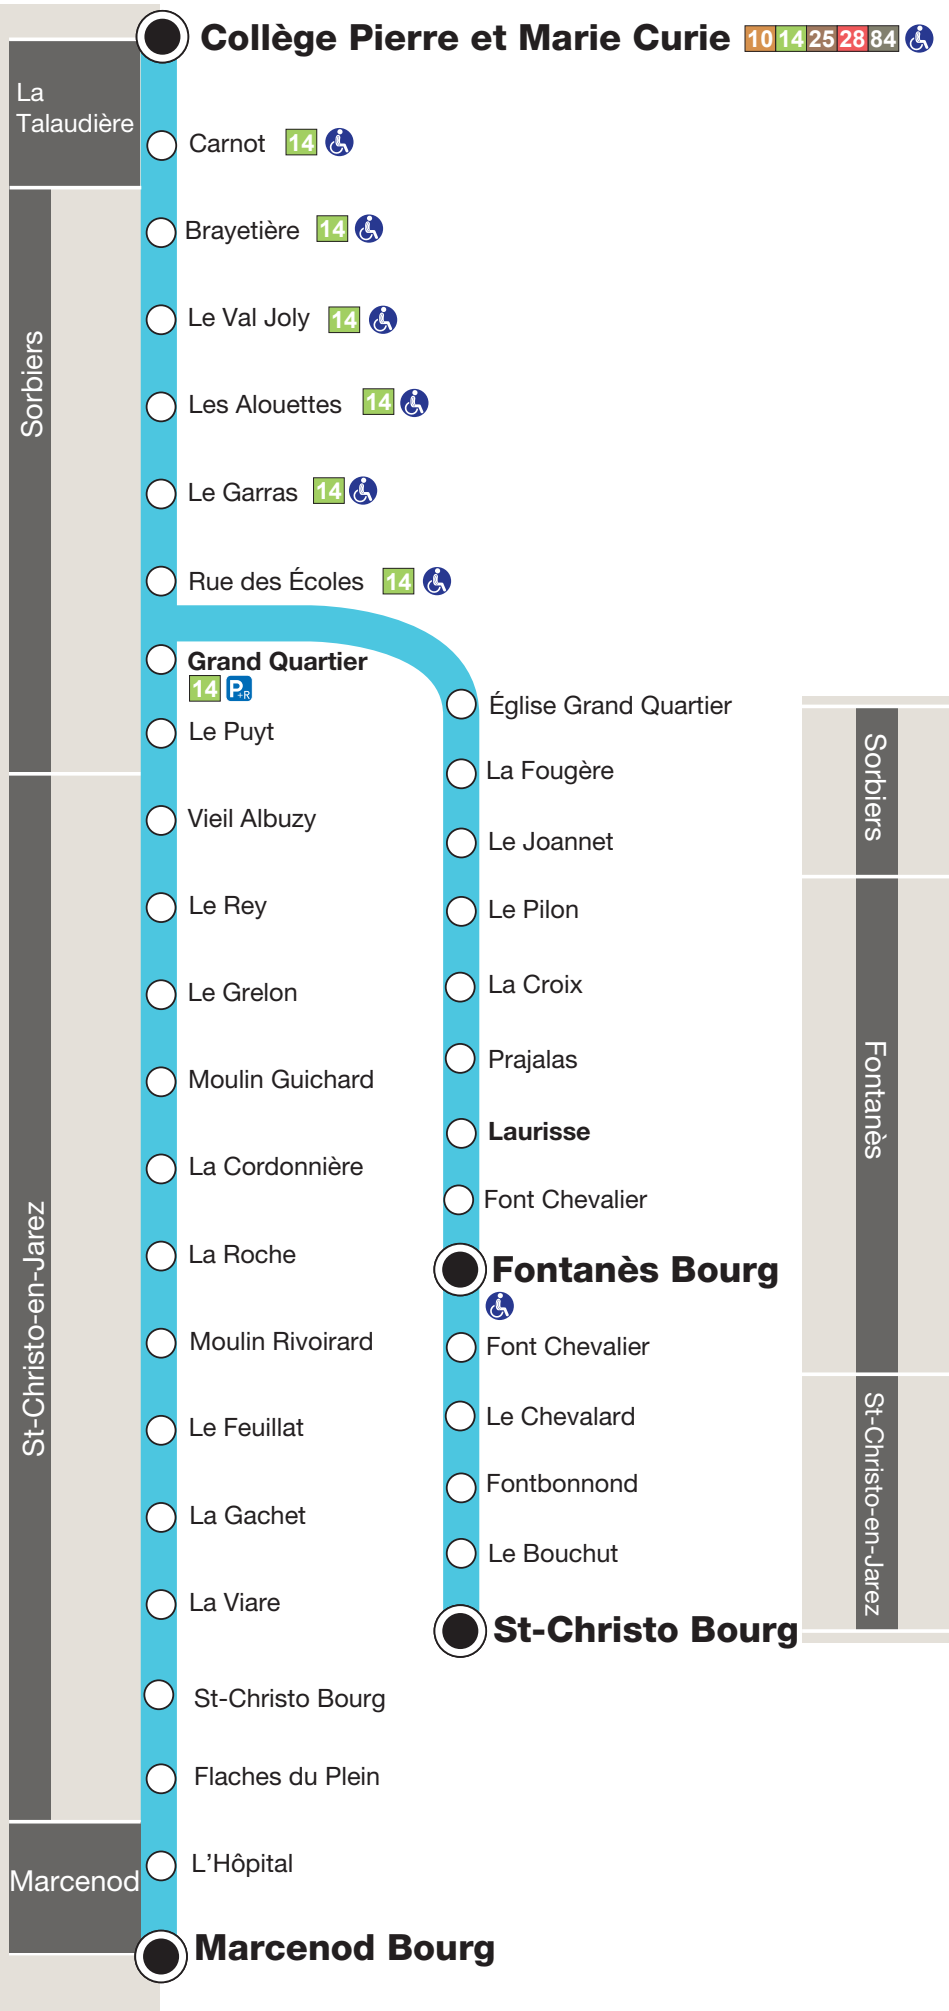 Collège Pierre et Marie Curie 10 14 25 28 84
La
Talaudière
Carnot 14
Sorbiers
Brayetière 14
Le Val Joly 14
Les Alouettes 14
Le Garras 14
Rue des Écoles 14
Grand Quartier
14 P+R
Le Puyt
St-Christo-en-Jarez
Vieil Albuzy
Le Rey
Le Grelon
Moulin Guichard
La Cordonnière
La Roche
Moulin Rivoirard
Le Feuillat
La Gachet
La Viare
St-Christo Bourg
Flaches du Plein
Marcenod
L'Hôpital
Marcenod Bourg
Église Grand Quartier
Sorbiers
La Fougère
Le Joannet
Le Pilon
Fontanès
La Croix
Prajalas
Laurisse
Font Chevalier
Fontanès Bourg
Font Chevalier
St-Christo-en-Jarez
Le Chevalard
Fontbonnond
Le Bouchut
St-Christo Bourg